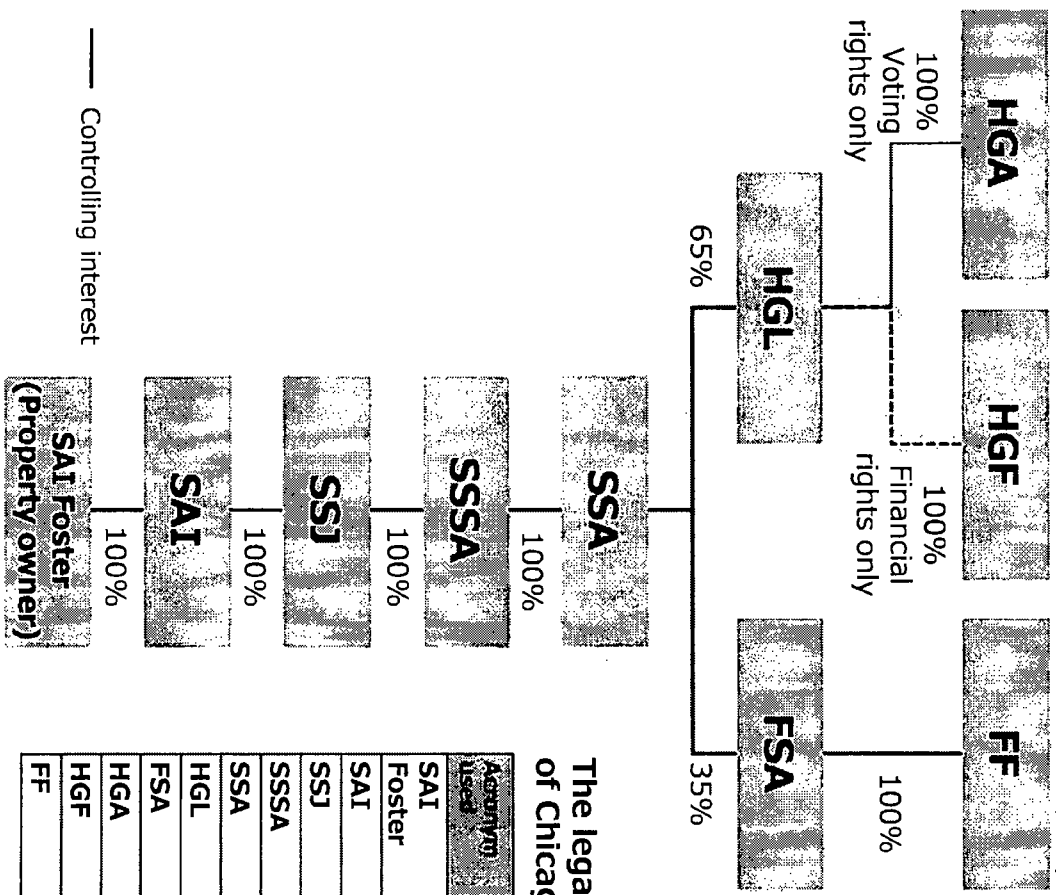 HGA
HGF
FF
100%
Voting
rights only
100%
Financial
rights only
100%
HGL
FSA
65%
35%
SSA
100%
SSSA
100%
SSJ
100%
SAI
100%
SAI Foster
(Property owner)
Controlling interest
The lega
of Chicag
Acronym
used
SAI
Foster
SAI
SSJ
SSSA
SSA
HGL
FSA
HGA
HGF
FF